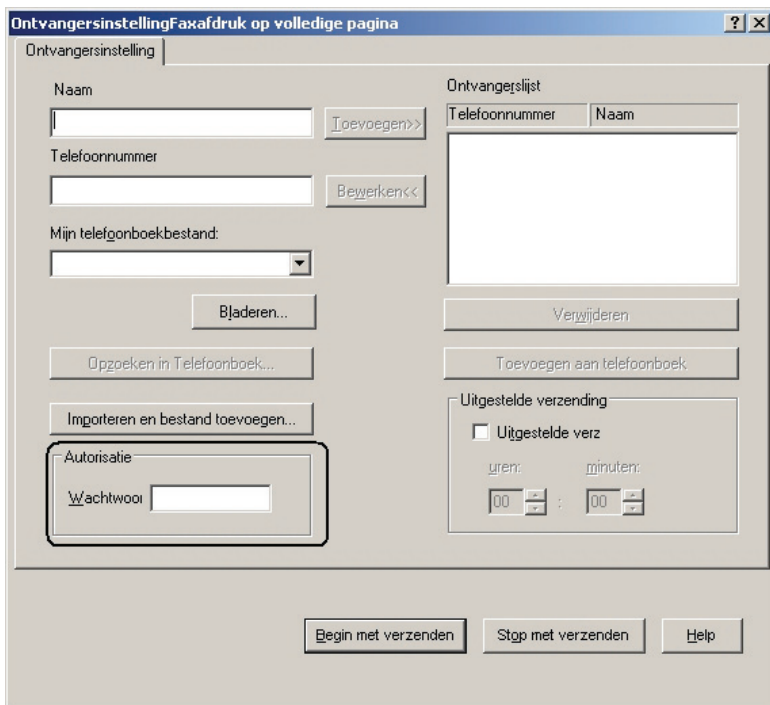 OntvangersinstellingFaxafdruk op volledige pagina
Ontvangersinstelling
Naam
Toevoegen>>
Telefoonnummer
Bewerken<<
Mijn telefoonboekbestand:
Bladeren...
Opzoeken in Telefoonboek...
Importeren en bestand toevoegen...
Autorisatie
Wachtwoor
Ontvangerslijst
Telefoonnummer Naam
Verwijderen
Toevoegen aan telefoonboek
Uitgestelde verzending
Uitgestelde verz
uren: minuten:
00 : 00
Begin met verzenden Stop met verzenden Help